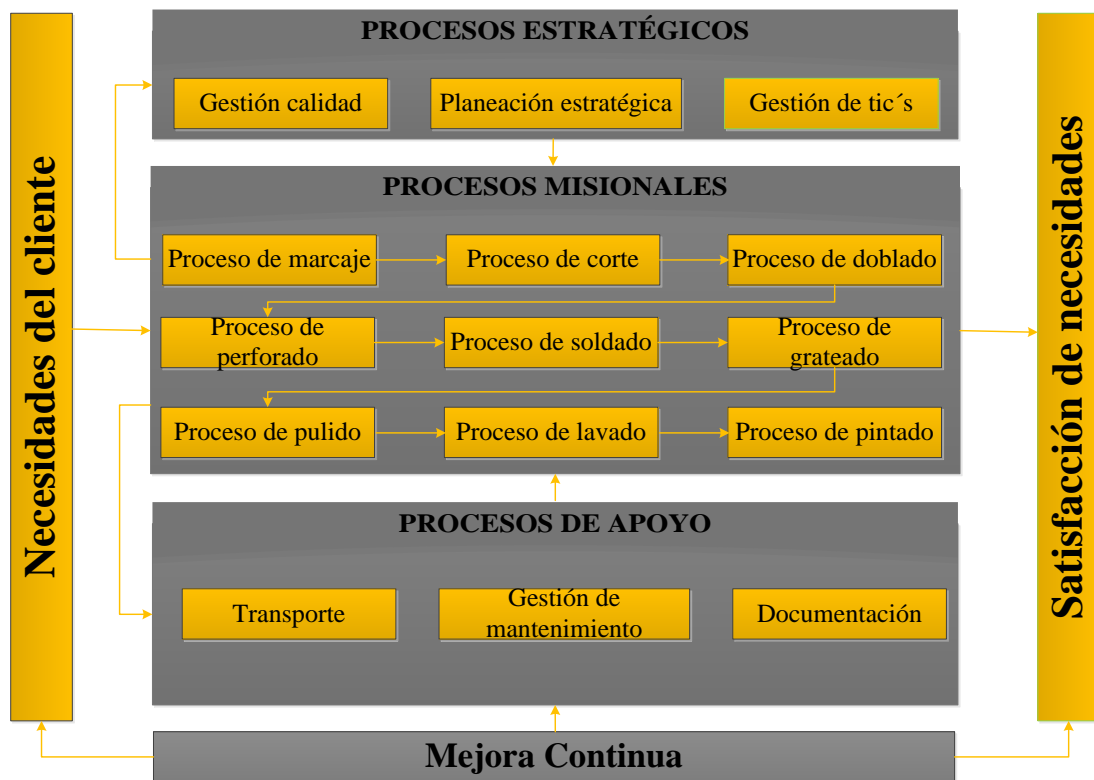 Necesidades del cliente
PROCESOS ESTRATÉGICOS
Gestión calidad
Planeación estratégica
Gestión de tic´s
PROCESOS MISIONALES
Proceso de marcaje
Proceso de corte
Proceso de doblado
Proceso de
perforado
Proceso de soldado
Proceso de
grateado
Proceso de pulido
Proceso de lavado
Proceso de pintado
PROCESOS DE APOYO
Transporte
Gestión de
mantenimiento
Documentación
Mejora Continua
Satisfacción de necesidades